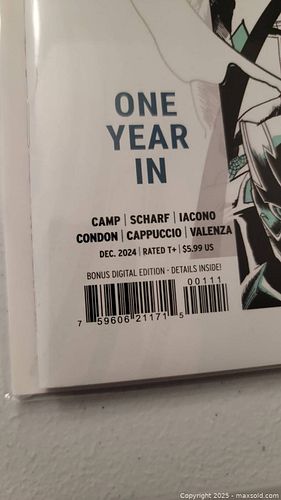 ONE
YEAR
IN
CAMP | SCHARF | IACONO
CONDON | CAPPUCCIO | VALENZA
DEC. 2024 | RATED T+ | $5.99 US
BONUS DIGITAL EDITION - DETAILS INSIDE!
00111
7 59606 21171 5
Copyright 2025 - maxsold.com